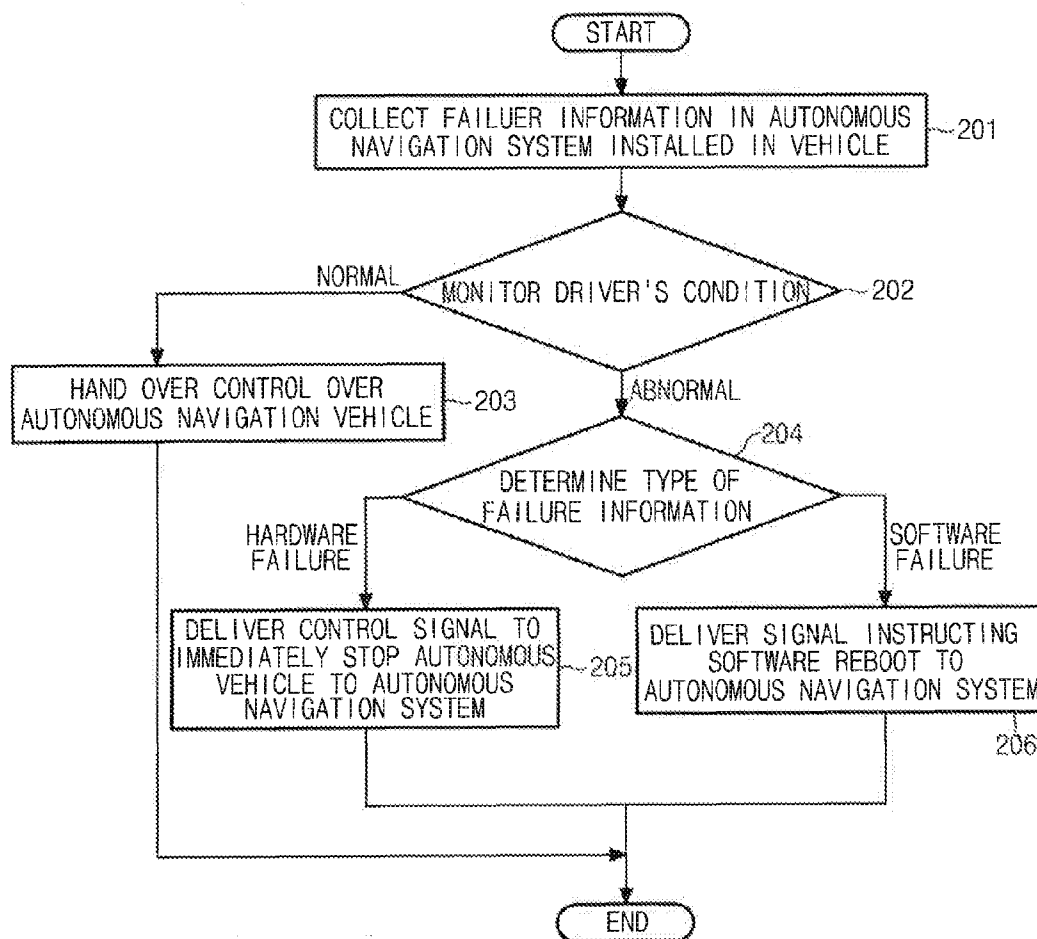 START
COLLECT FAILUER INFORMATION IN AUTONOMOUS
NAVIGATION SYSTEM INSTALLED IN VEHICLE
201
NORMAL
MONITOR DRIVER'S CONDITION
202
HAND OVER CONTROL OVER
AUTONOMOUS NAVIGATION VEHICLE
203
ABNORMAL
204
DETERMINE TYPE OF
FAILURE INFORMATION
HARDWARE
FAILURE
SOFTWARE
FAILURE
DELIVER CONTROL SIGNAL TO
IMMEDIATELY STOP AUTONOMOUS
VEHICLE TO AUTONOMOUS
NAVIGATION SYSTEM
205
DELIVER SIGNAL INSTRUCTING
SOFTWARE REBOOT TO
AUTONOMOUS NAVIGATION SYSTEM
206
END